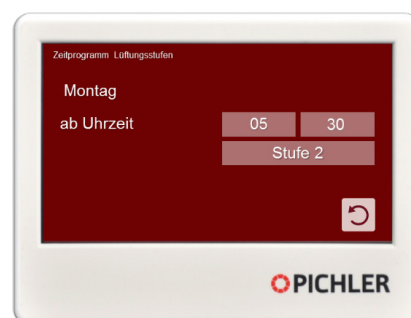 Zeitprogramm Lüftungsstufen
Montag
ab Uhrzeit 05 30
Stufe 2
PICHLER